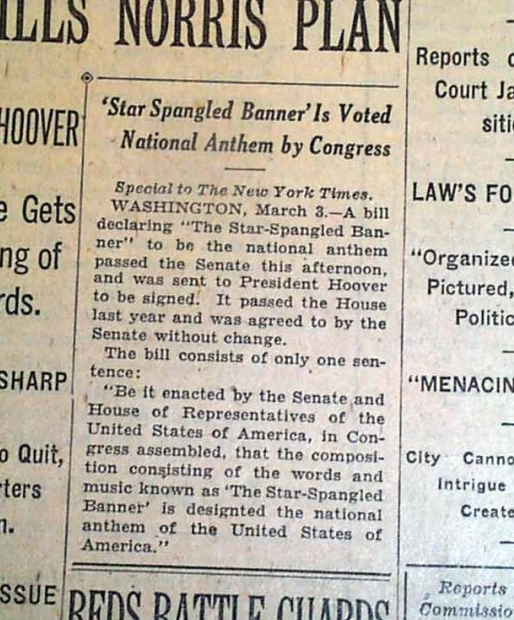 ILLS NORRIS PLAN
HOOVER
e Gets
ng of
rds.
SHARP
o Quit,
rters
n.
SSUE
'Star Spangled Banner' Is Voted
National Anthem by Congress
Special to The New York Times.
WASHINGTON, March 3.—A bill
declaring "The Star-Spangled Ban-
ner" to be the national anthem
passed the Senate this afternoon,
and was sent to President Hoover
to be signed. It passed the House
last year and was agreed to by the
Senate without change.
The bill consists of only one sen-
tence:
"Be it enacted by the Senate and
House of Representatives of the
United States of America, in Con-
gress assembled, that the composi-
tion consisting of the words and
music known as 'The Star-Spangled
Banner' is designted the national
anthem of the United States of
America."
REDS BATTLE GUARDS
Reports o
Court Ja
siti
LAW'S FO
"Organize
Pictured,
Politic
"MENACIN
City Canno
Intrigue
Create
Reports
Commissio